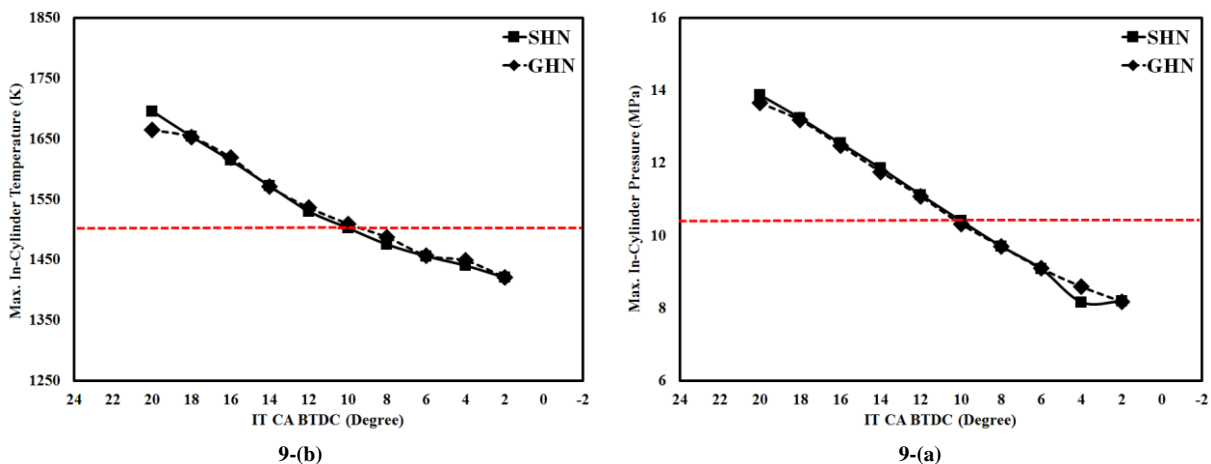 1850
1750
1650
1550
1450
1350
1250
Max. In-Cylinder Temperature (K)
SHN
GHN
24 22 20 18 16 14 12 10 8 6 4 2 0 -2
IT CA BTDC (Degree)
9-(b)
16
14
12
10
8
6
Max. In-Cylinder Pressure (MPa)
SHN
GHN
24 22 20 18 16 14 12 10 8 6 4 2 0 -2
IT CA BTDC (Degree)
9-(a)